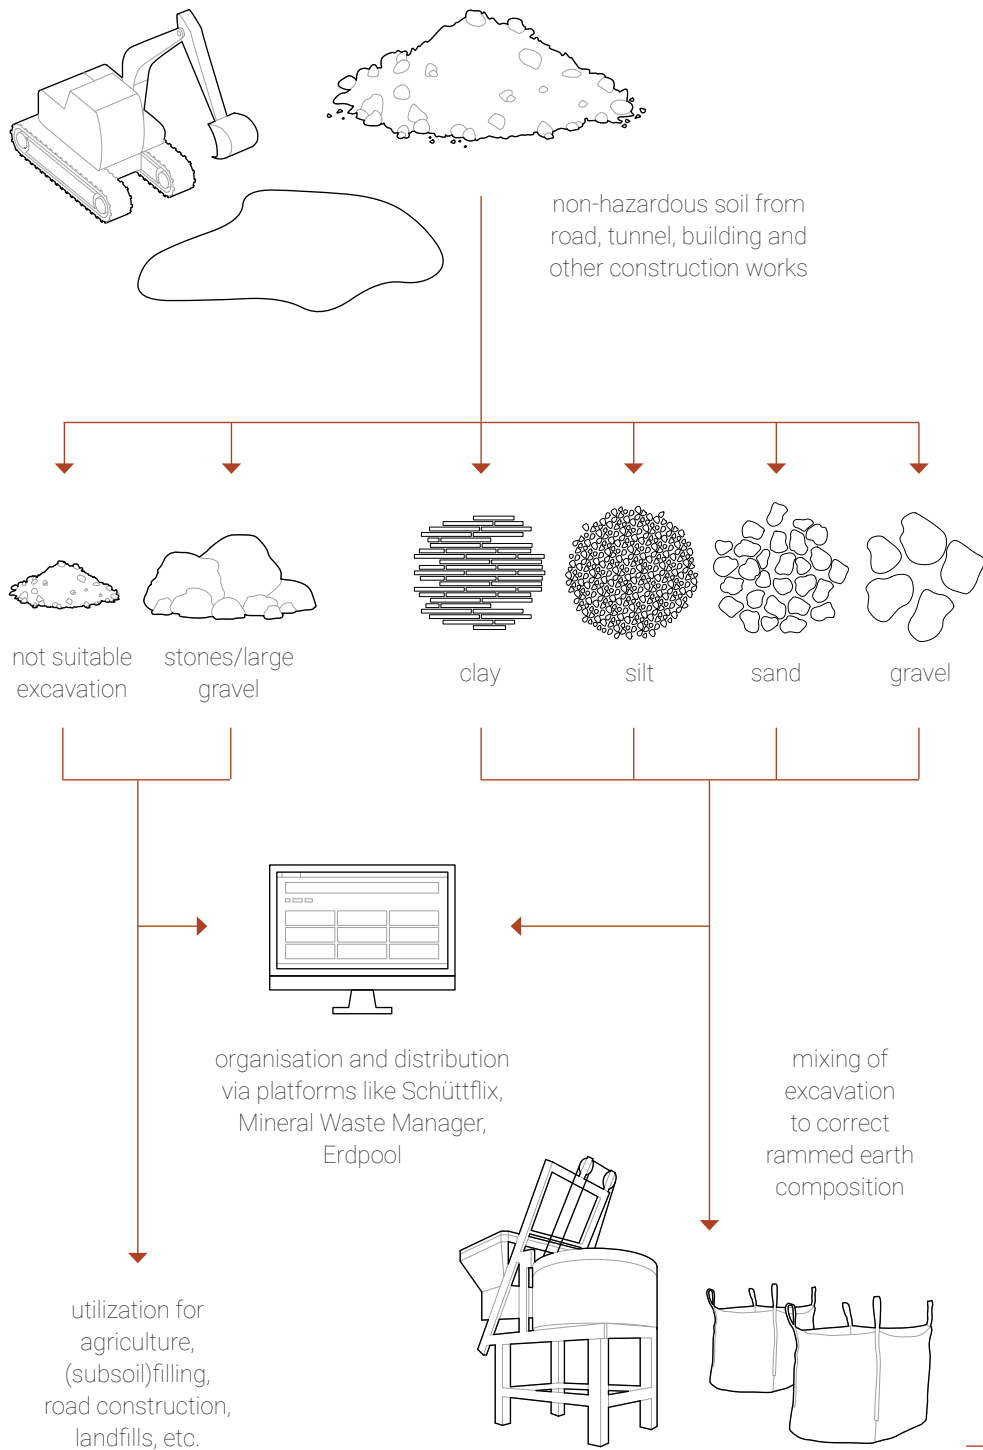 non-hazardous soil from
road, tunnel, building and
other construction works
not suitable
excavation
stones/large
gravel
clay
silt
sand
gravel
organisation and distribution
via platforms like Schüttflix,
Mineral Waste Manager,
Erdpool
mixing of
excavation
to correct
rammed earth
composition
utilization for
agriculture,
(subsoil)filling,
road construction,
landfills, etc.